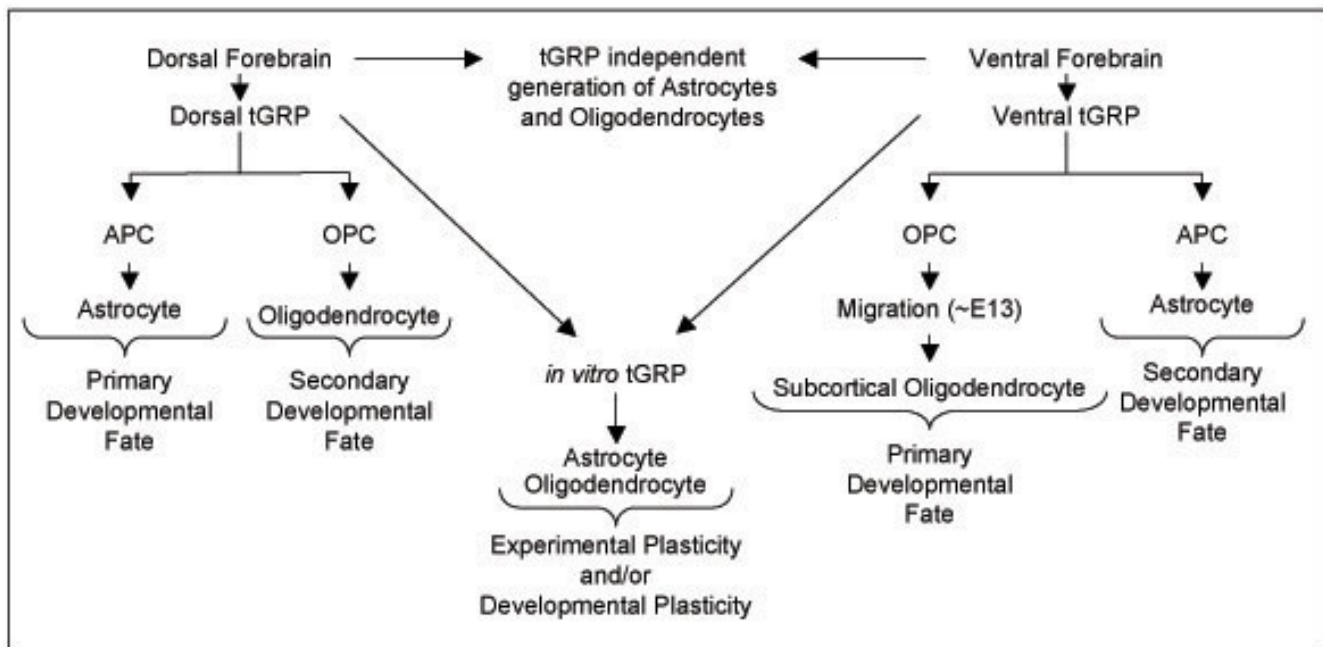 Dorsal Forebrain
tGRP independent
generation of Astrocytes
and Oligodendrocytes
Ventral Forebrain
Dorsal tGRP
Ventral tGRP
APC
OPC
OPC
APC
Astrocyte
Oligodendrocyte
Migration (~E13)
Astrocyte
Primary
Developmental
Fate
Secondary
Developmental
Fate
in vitro tGRP
Subcortical Oligodendrocyte
Secondary
Developmental
Fate
Astrocyte
Oligodendrocyte
Primary
Developmental
Fate
Experimental Plasticity
and/or
Developmental Plasticity